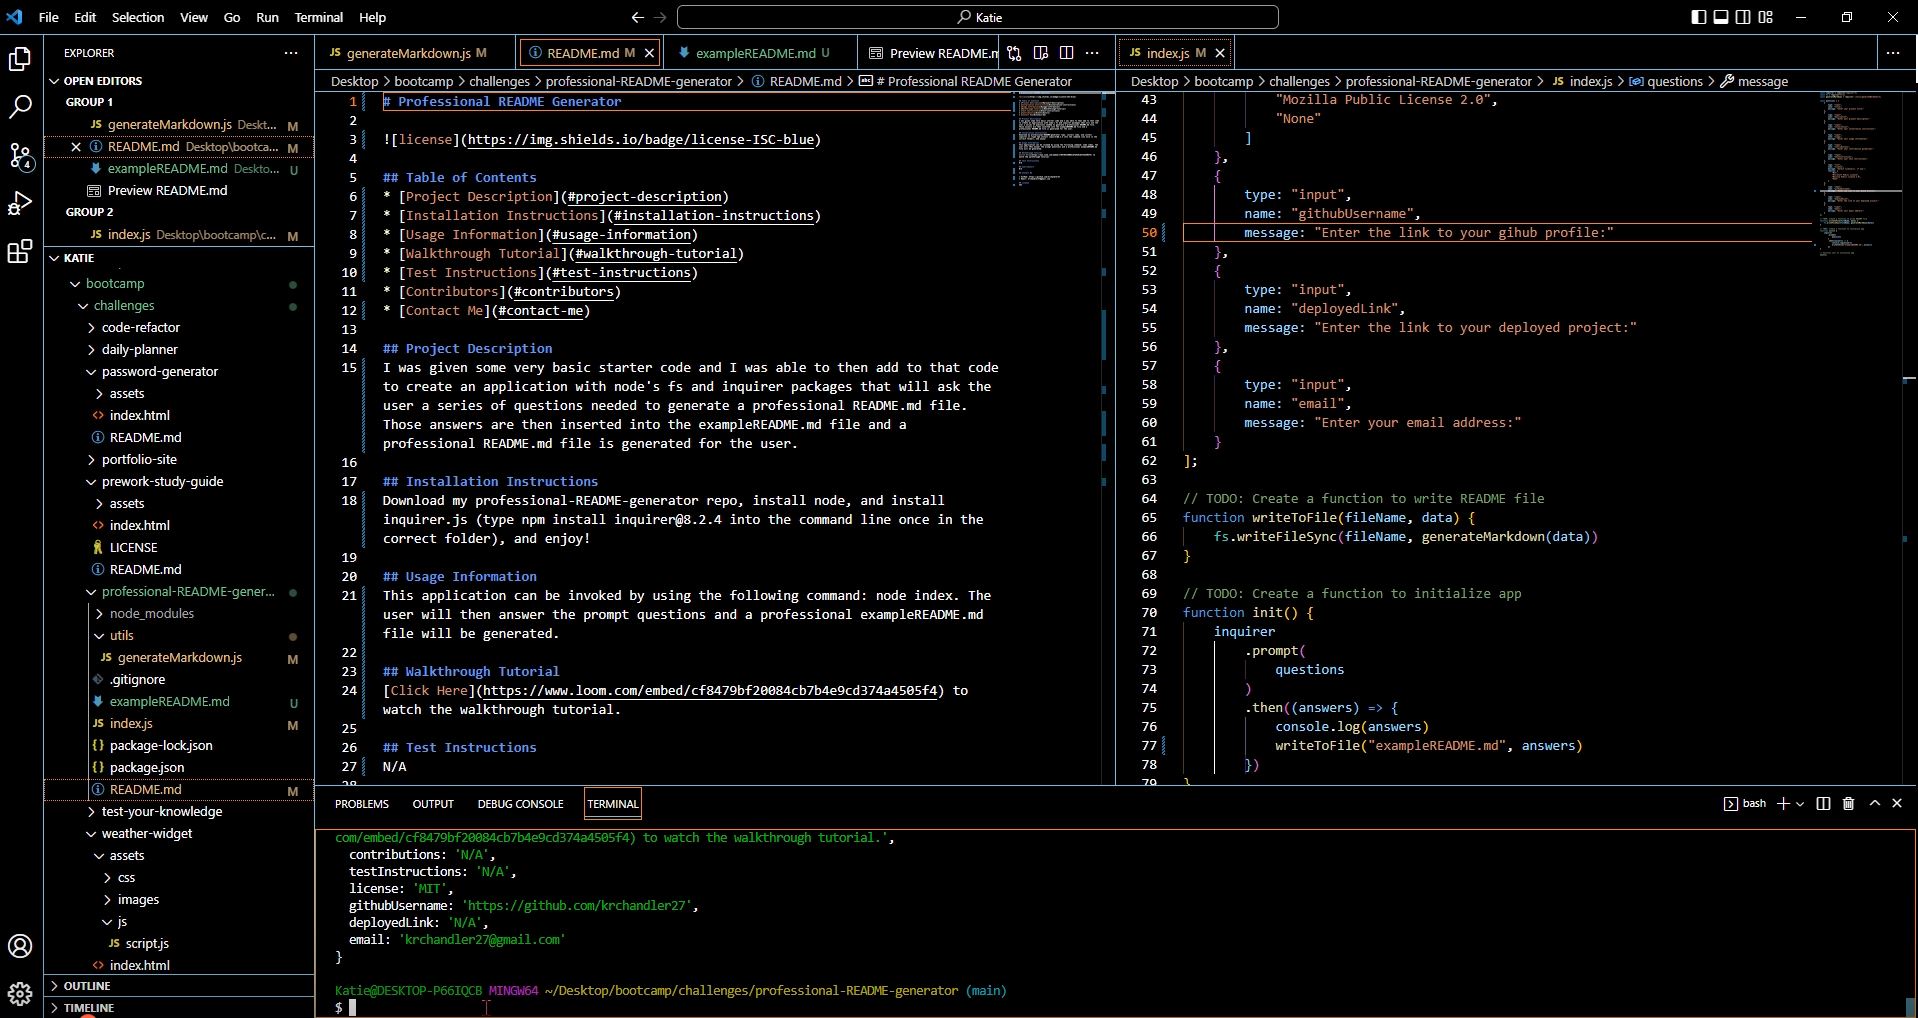 File Edit Selection View Go Run Terminal Help
Katie
EXPLORER
OPEN EDITORS
GROUP 1
JS generateMarkdown.js Deskt... M
README.md Desktop\bootca... M
exampleREADME.md Deskto... U
Preview README.md
GROUP 2
JS index.js Desktop\bootcamp\c... M
KATIE
bootcamp
challenges
code-refactor
daily-planner
password-generator
assets
<> index.html
README.md
portfolio-site
prework-study-guide
assets
<> index.html
LICENSE
README.md
professional-README-gener...
node_modules
utils
JS generateMarkdown.js M
.gitignore
exampleREADME.md U
JS index.js M
{} package-lock.json
{} package.json
README.md M
test-your-knowledge
weather-widget
assets
css
images
js
JS script.js
<> index.html
OUTLINE
TIMELINE
4
JS generateMarkdown.js M
README.md M
exampleREADME.md U
Preview README.m
Desktop > bootcamp > challenges > professional-README-generator > README.md > # Professional README Generator
1 # Professional README Generator
2
3 ![license](https://img.shields.io/badge/license-ISC-blue)
4
5 ## Table of Contents
6 * [Project Description](#project-description)
7 * [Installation Instructions](#installation-instructions)
8 * [Usage Information](#usage-information)
9 * [Walkthrough Tutorial](#walkthrough-tutorial)
10 * [Test Instructions](#test-instructions)
11 * [Contributors](#contributors)
12 * [Contact Me](#contact-me)
13
14 ## Project Description
15 I was given some very basic starter code and I was able to then add to that code
to create an application with node's fs and inquirer packages that will ask the
user a series of questions needed to generate a professional README.md file.
Those answers are then inserted into the exampleREADME.md file and a
professional README.md file is generated for the user.
16
17 ## Installation Instructions
18 Download my professional-README-generator repo, install node, and install
inquirer.js (type npm install inquirer@8.2.4 into the command line once in the
correct folder), and enjoy!
19
20 ## Usage Information
21 This application can be invoked by using the following command: node index. The
user will then answer the prompt questions and a professional exampleREADME.md
file will be generated.
22
23 ## Walkthrough Tutorial
24 [Click Here](https://www.loom.com/embed/cf8479bf20084cb7b4e9cd374a4505f4) to
watch the walkthrough tutorial.
25
26 ## Test Instructions
27 N/A
28
JS index.js M
Desktop > bootcamp > challenges > professional-README-generator > JS index.js > questions > message
43 "Mozilla Public License 2.0",
44 "None"
45 ]
46 },
47 {
48 type: "input",
49 name: "githubUsername",
50 message: "Enter the link to your gihub profile:"
51 },
52 {
53 type: "input",
54 name: "deployedLink",
55 message: "Enter the link to your deployed project:"
56 },
57 {
58 type: "input",
59 name: "email",
60 message: "Enter your email address:"
61 }
62 ];
63
64 // TODO: Create a function to write README file
65 function writeToFile(fileName, data) {
66 fs.writeFileSync(fileName, generateMarkdown(data))
67 }
68
69 // TODO: Create a function to initialize app
70 function init() {
71 inquirer
72 .prompt(
73 questions
74 )
75 .then((answers) => {
76 console.log(answers)
77 writeToFile("exampleREADME.md", answers)
78 })
79 }
PROBLEMS OUTPUT DEBUG CONSOLE TERMINAL
bash
com/embed/cf8479bf20084cb7b4e9cd374a4505f4) to watch the walkthrough tutorial.',
contributions: 'N/A',
testInstructions: 'N/A',
license: 'MIT',
githubUsername: 'https://github.com/krchandler27',
deployedLink: 'N/A',
email: 'krchandler27@gmail.com'
}
Katie@DESKTOP-P66IQCB MINGW64 ~/Desktop/bootcamp/challenges/professional-README-generator (main)
$